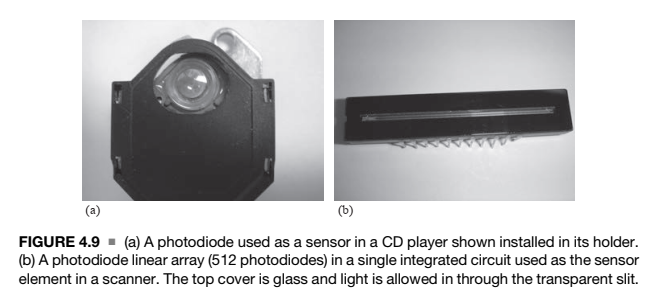 (a)
(b)
FIGURE 4.9 ■ (a) A photodiode used as a sensor in a CD player shown installed in its holder.
(b) A photodiode linear array (512 photodiodes) in a single integrated circuit used as the sensor
element in a scanner. The top cover is glass and light is allowed in through the transparent slit.